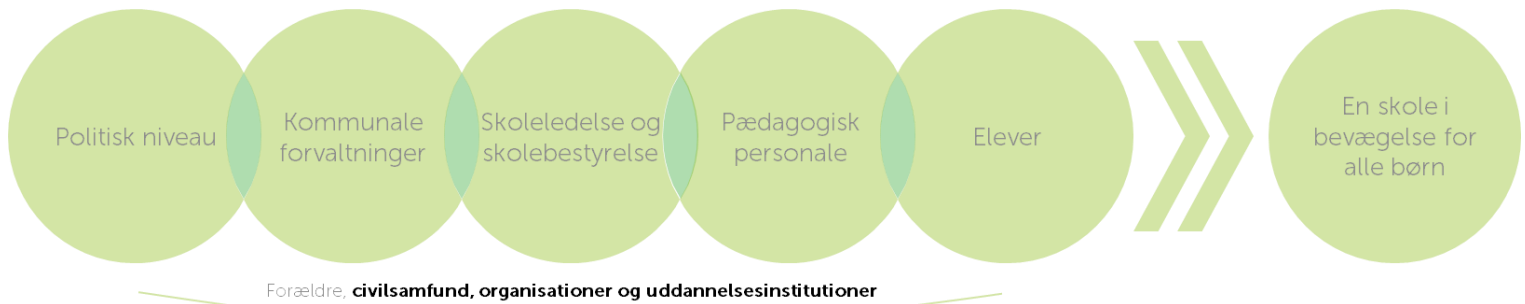 Politisk niveau
Kommunale
forvaltninger
Skoleledelse og
skolebestyrelse
Pædagogisk
personale
Elever
En skole i
bevægelse for
alle børn
Forældre, civilsamfund, organisationer og uddannelsesinstitutioner